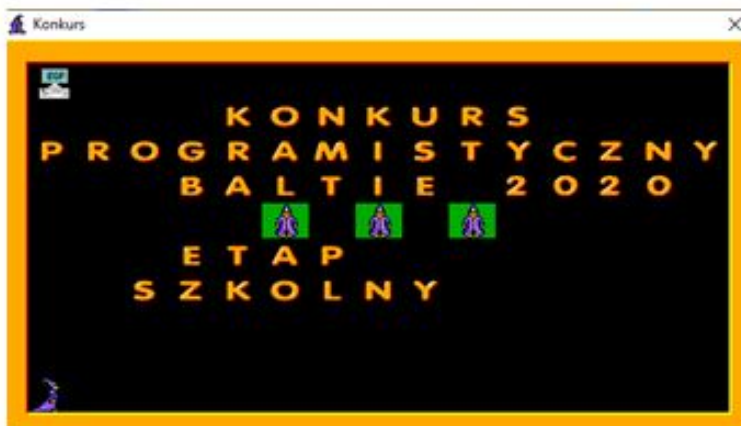 Konkurs
KONKURS
PROGRAMISTYCZNY
BALTIE 2020
ETAP
SZKOLNY